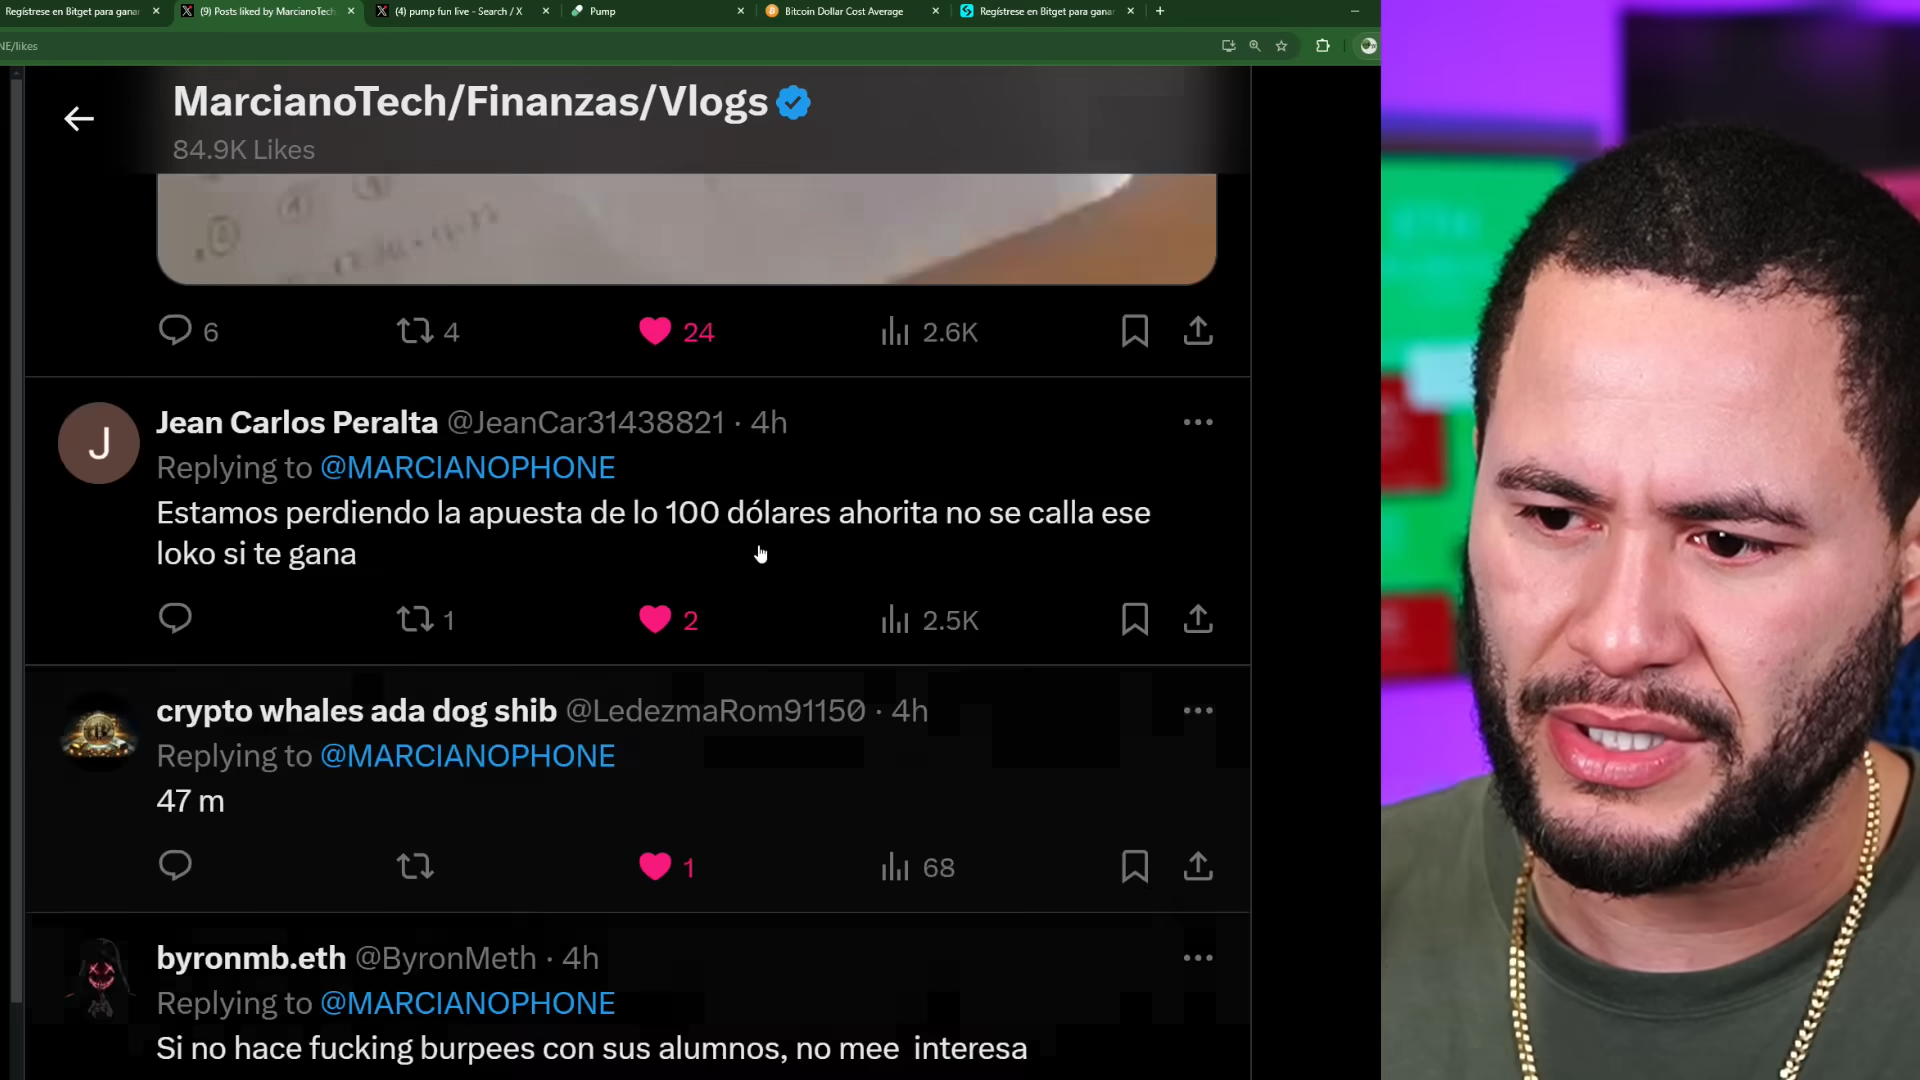 Regístrese en Bitget para ganar
(9) Posts liked by MarcianoTech
(4) pump fun live - Search / X
Pump
Bitcoin Dollar Cost Average
Regístrese en Bitget para ganar
NE/likes
MarcianoTech/Finanzas/Vlogs
84.9K Likes
6 4 24 2.6K
J
Jean Carlos Peralta @JeanCar31438821 · 4h
Replying to @MARCIANOPHONE
Estamos perdiendo la apuesta de lo 100 dólares ahorita no se calla ese
loko si te gana
1 2 2.5K
crypto whales ada dog shib @LedezmaRom91150 · 4h
Replying to @MARCIANOPHONE
47 m
1 68
byronmb.eth @ByronMeth · 4h
Replying to @MARCIANOPHONE
Si no hace fucking burpees con sus alumnos, no mee interesa